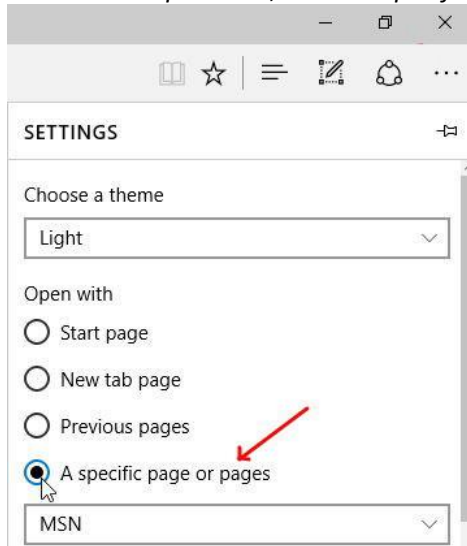 SETTINGS
Choose a theme
Light
Open with
Start page
New tab page
Previous pages
A specific page or pages
MSN